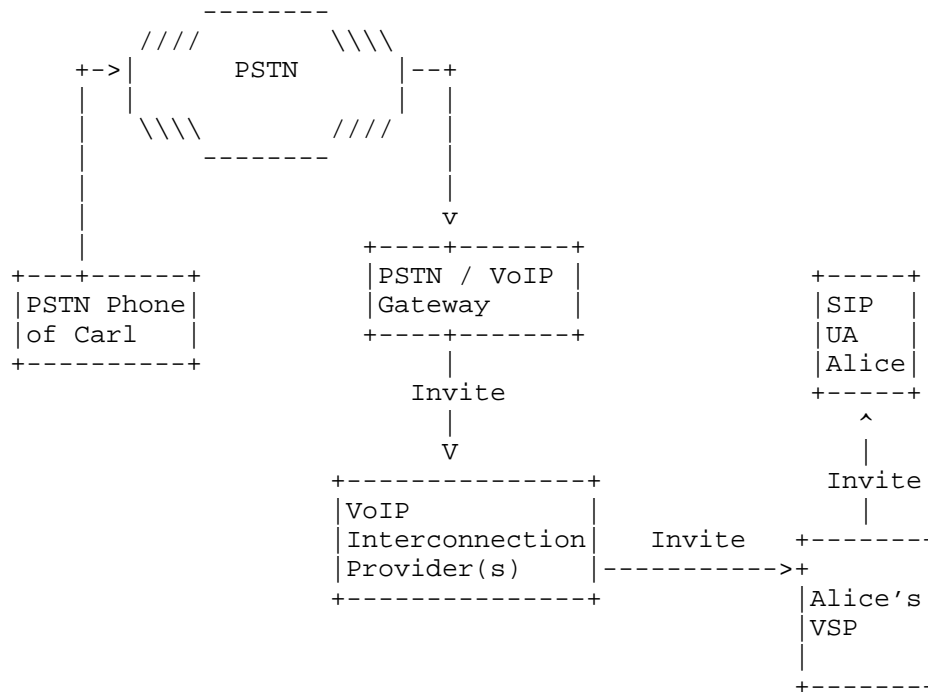 PSTN
PSTN Phone
of Carl
PSTN / VoIP
Gateway
SIP
UA
Alice
Invite
Invite
VoIP
Interconnection
Provider(s)
Invite
Alice's
VSP